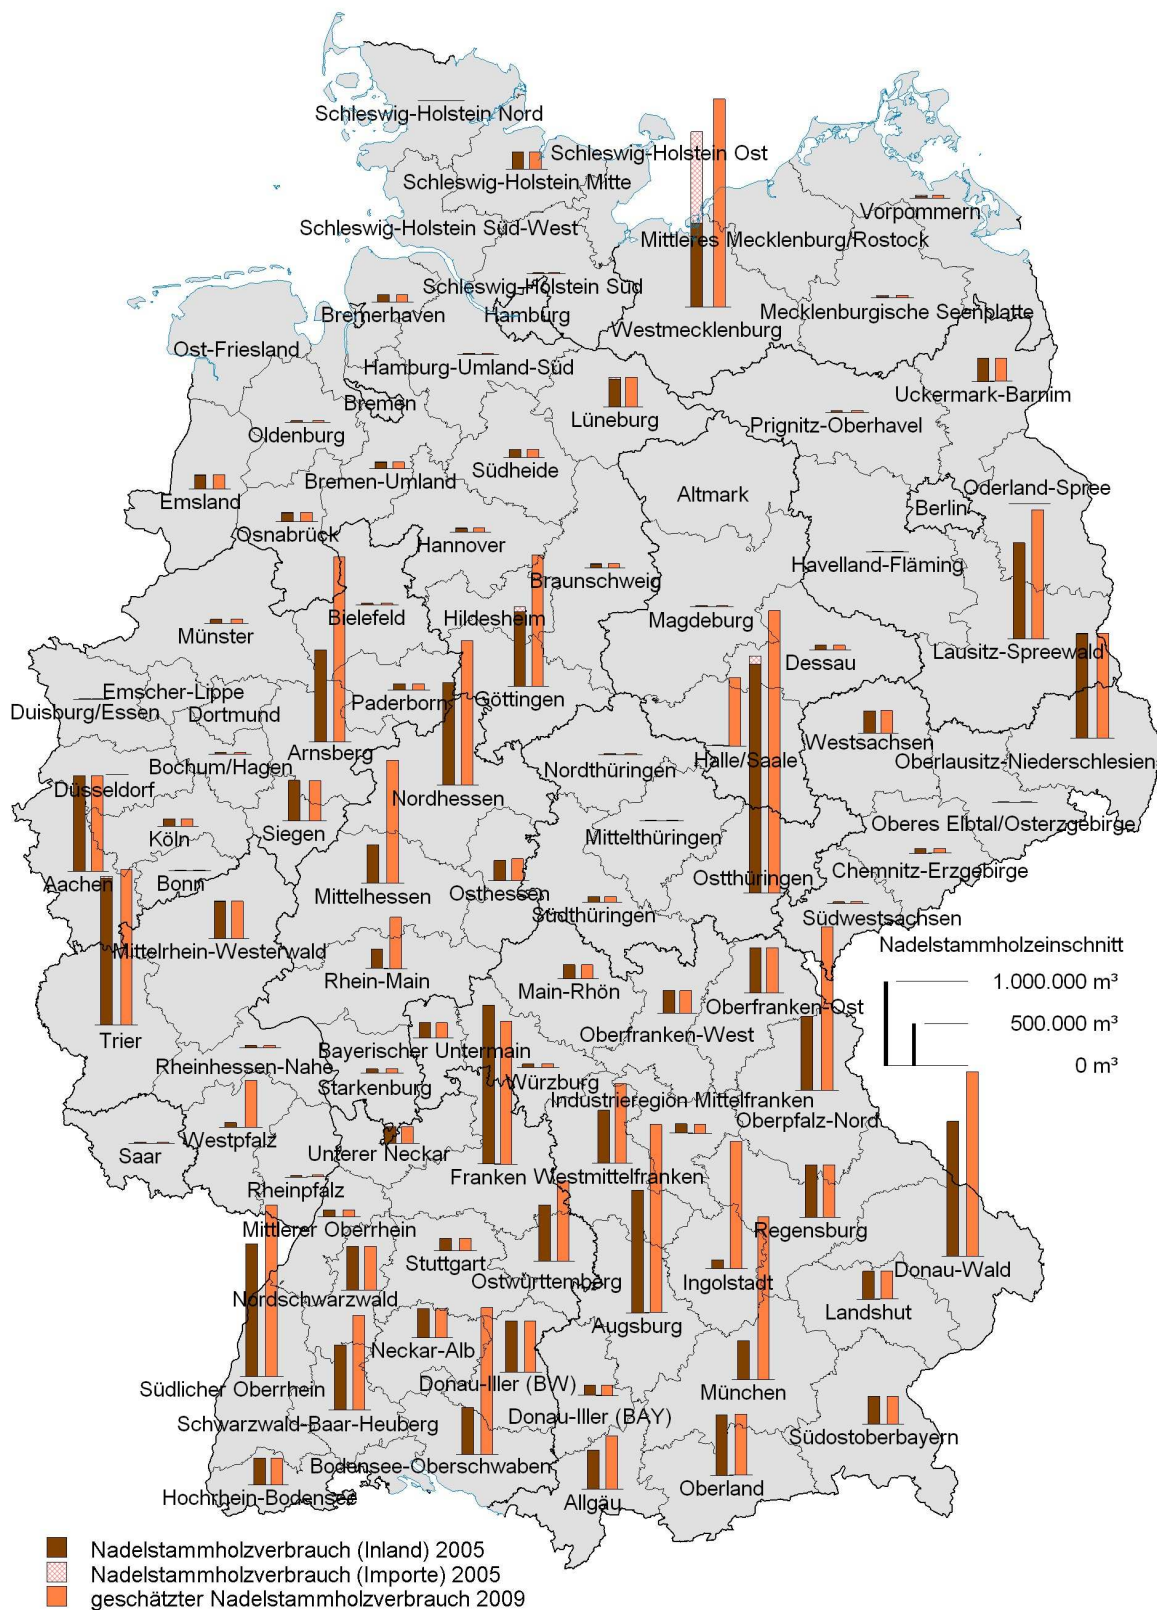 Schleswig-Holstein Nord
Schleswig-Holstein Ost
Schleswig-Holstein Mitte
Vorpommern
Schleswig-Holstein Süd-West
Mittleres Mecklenburg/Rostock
Schleswig-Holstein Süd
Bremerhaven
Hamburg
Westmecklenburg
Mecklenburgische Seenplatte
Ost-Friesland
Hamburg-Umland-Süd
Uckermark-Barnim
Bremen
Lüneburg
Prignitz-Oberhavel
Oldenburg
Südheide
Bremen-Umland
Emsland
Altmark
Oderland-Spree
Berlin
Osnabrück
Hannover
Havelland-Fläming
Braunschweig
Bielefeld
Hildesheim
Magdeburg
Münster
Dessau
Lausitz-Spreewald
Emscher-Lippe
Duisburg/Essen
Dortmund
Paderborn
Göttingen
Arnsberg
Westsachsen
Bochum/Hagen
Nordthüringen
Halle/Saale
Oberlausitz-Niederschlesien
Düsseldorf
Nordhessen
Köln
Siegen
Mittelthüringen
Oberes Elbtal/Osterzgebirge
Aachen
Bonn
Mittelhessen
Osthessen
Ostthüringen
Chemnitz-Erzgebirge
Südthüringen
Südwestsachsen
Mittelrhein-Westerwald
Nadelstammholzeinschnitt
1.000.000 m³
500.000 m³
0 m³
Rhein-Main
Main-Rhön
Oberfranken-Ost
Oberfranken-West
Trier
Bayerischer Untermain
Rheinhessen-Nahe
Starkenburg
Würzburg
Industrieregion Mittelfranken
Oberpfalz-Nord
Westpfalz
Saar
Unterer Neckar
Franken
Westmittelfranken
Rheinpfalz
Mittlerer Oberrhein
Regensburg
Stuttgart
Ostwürttemberg
Ingolstadt
Donau-Wald
Nordschwarzwald
Landshut
Augsburg
Neckar-Alb
Donau-Iller (BW)
Südlicher Oberrhein
München
Schwarzwald-Baar-Heuberg
Donau-Iller (BAY)
Südostoberbayern
Bodensee-Oberschwaben
Hochrhein-Bodensee
Allgäu
Oberland
Nadelstammholzverbrauch (Inland) 2005
Nadelstammholzverbrauch (Importe) 2005
geschätzter Nadelstammholzverbrauch 2009